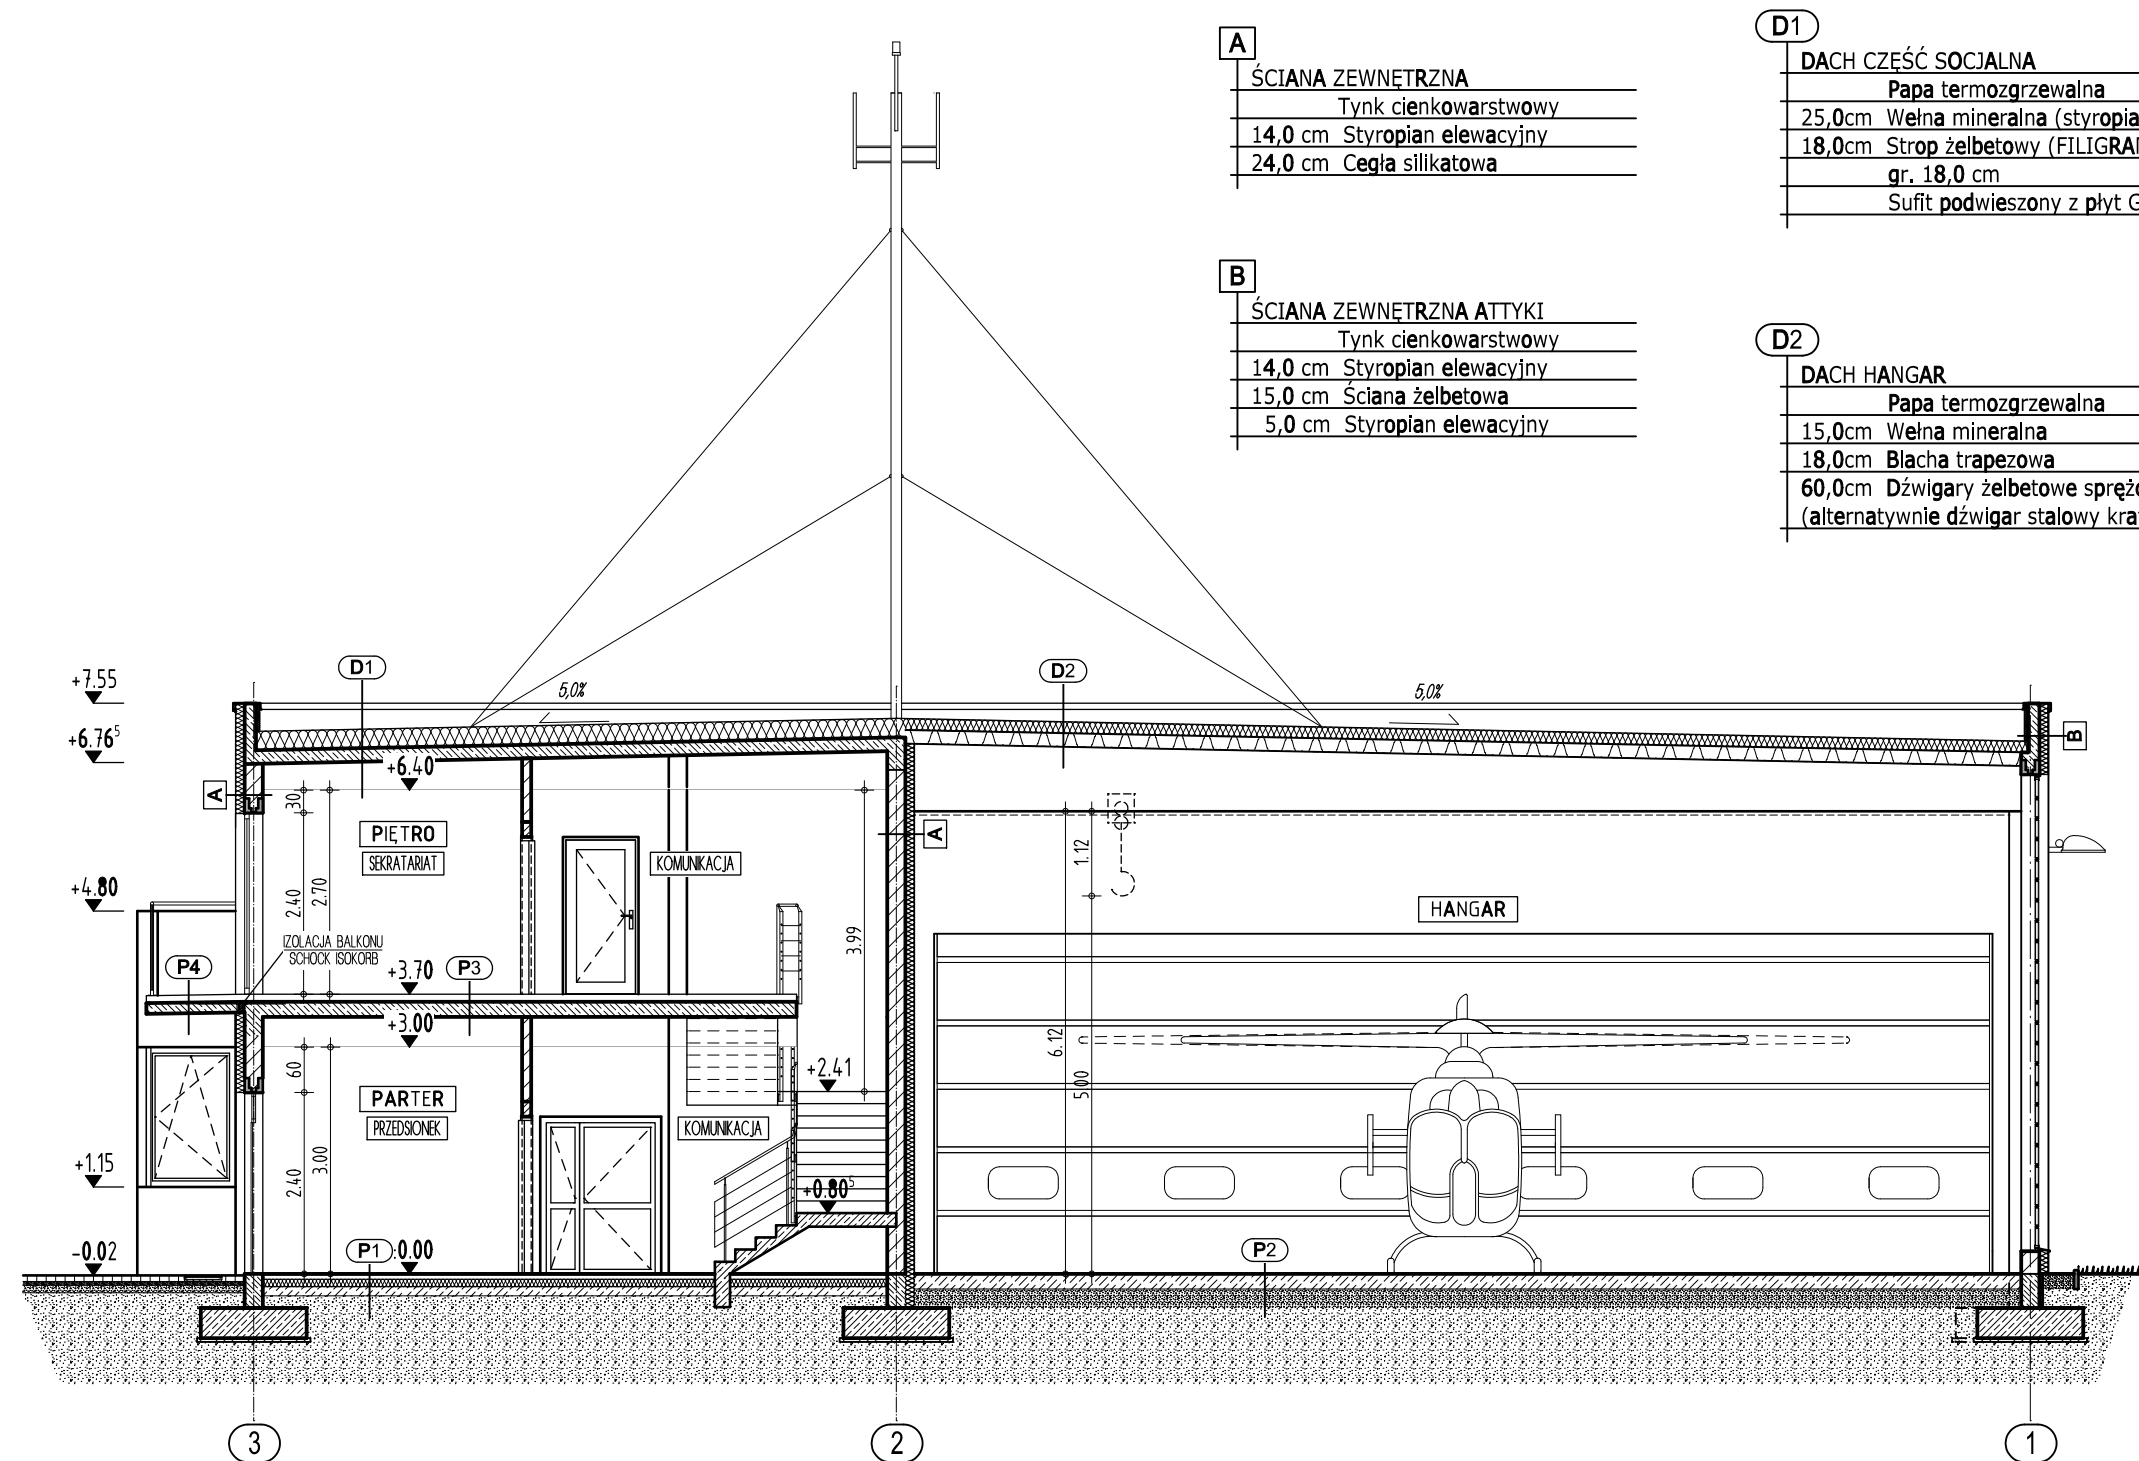 A
ŚCIANA ZEWNĘTRZNA
Tynk cienkowarstwowy
14,0 cm Styropian elewacyjny
24,0 cm Cegła silikatowa
D1
DACH CZĘŚĆ SOCJALNA
Papa termozgrzewalna
25,0cm Wełna mineralna (styropia
18,0cm Strop żelbetowy (FILIGRAN
gr. 18,0 cm
Sufit podwieszony z płyt G
B
ŚCIANA ZEWNĘTRZNA ATTYKI
Tynk cienkowarstwowy
14,0 cm Styropian elewacyjny
15,0 cm Ściana żelbetowa
5,0 cm Styropian elewacyjny
D2
DACH HANGAR
Papa termozgrzewalna
15,0cm Wełna mineralna
18,0cm Blacha trapezowa
60,0cm Dźwigary żelbetowe spręż
(alternatywnie dźwigar stalowy kra
D1
D2
+7.55
5,0%
5,0%
+6.76⁵
B
+6.40
A
30
PIĘTRO
SEKRATARIAT
KOMUNIKACJA
A
1.12
+4.80
2.40
2.70
HANGAR
3.99
IZOLACJA BALKONU
SCHOCK ISOKORB
P4
+3.70
P3
+3.00
6.12
60
+2.41
5.00
PARTER
PRZEDSIONEK
KOMUNIKACJA
+1.15
2.40
3.00
+0.80⁵
-0.02
P1
0.00
P2
3
2
1